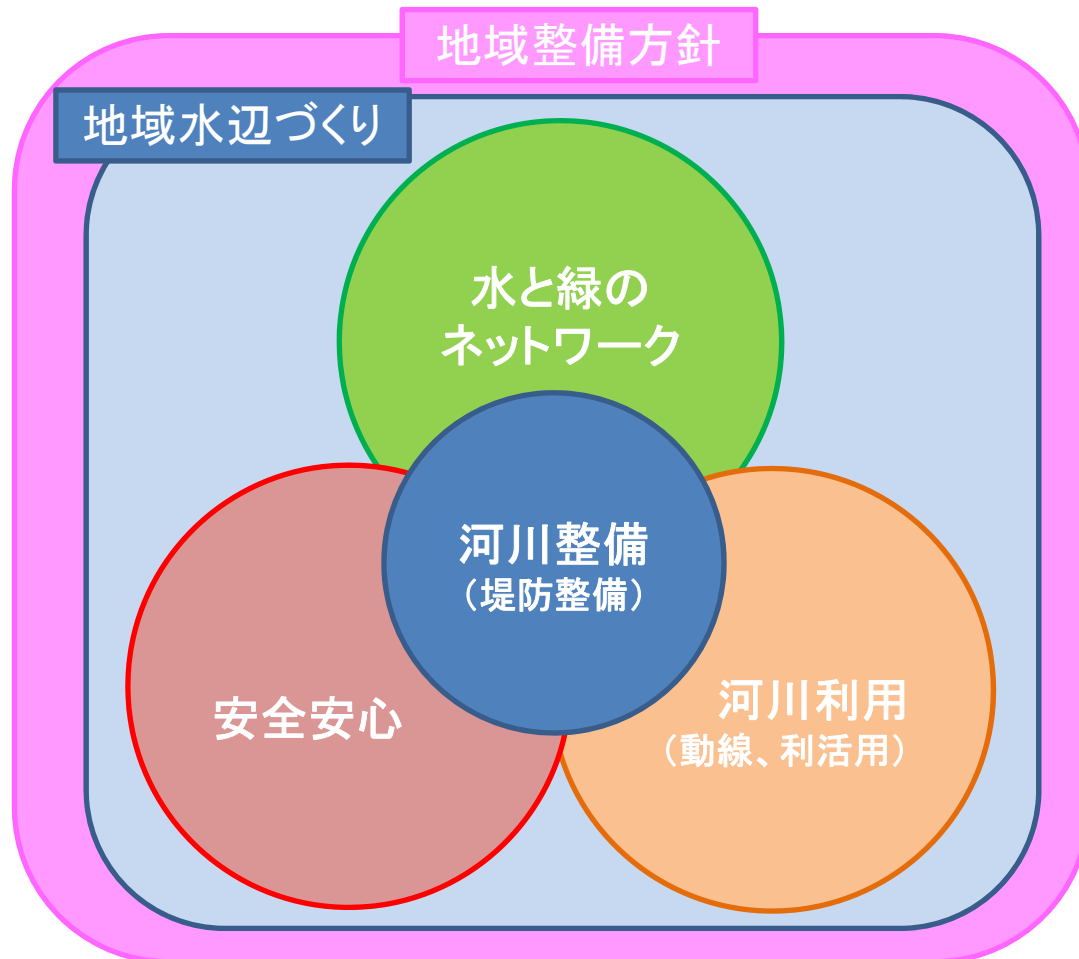 地域整備方針
地域水辺づくり
水と緑の
ネットワーク
河川整備
（堤防整備）
安全安心
河川利用
（動線、利活用）